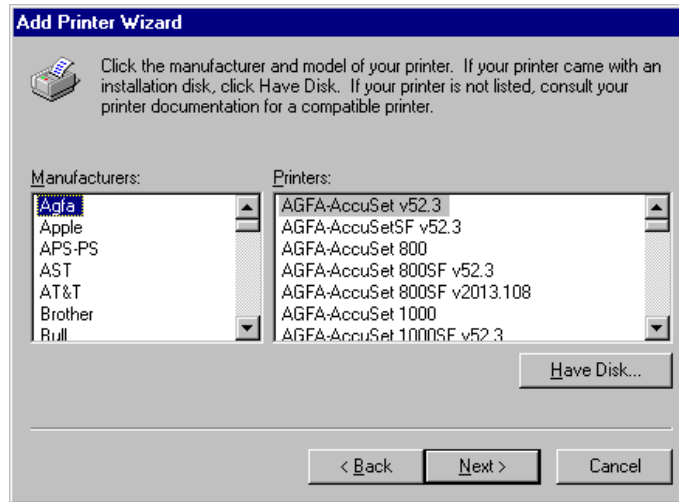 Add Printer Wizard
Click the manufacturer and model of your printer. If your printer came with an
installation disk, click Have Disk. If your printer is not listed, consult your
printer documentation for a compatible printer.
Manufacturers:
Agfa
Apple
APS-PS
AST
AT&T
Brother
Bull
Printers:
AGFA-AccuSet v52.3
AGFA-AccuSetSF v52.3
AGFA-AccuSet 800
AGFA-AccuSet 800SF v52.3
AGFA-AccuSet 800SF v2013.108
AGFA-AccuSet 1000
AGFA-AccuSet 1000SF v52.3
Have Disk...
< Back
Next >
Cancel